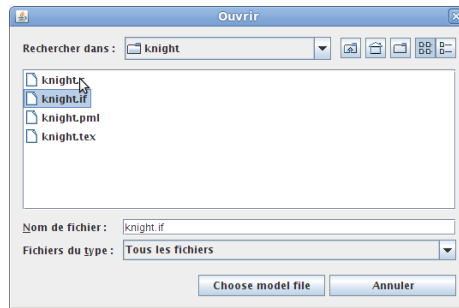 Ouvrir
Rechercher dans : knight
knight.
knight.if
knight.pml
knight.tex
Nom de fichier : knight.if
Fichiers du type : Tous les fichiers
Choose model file Annuler